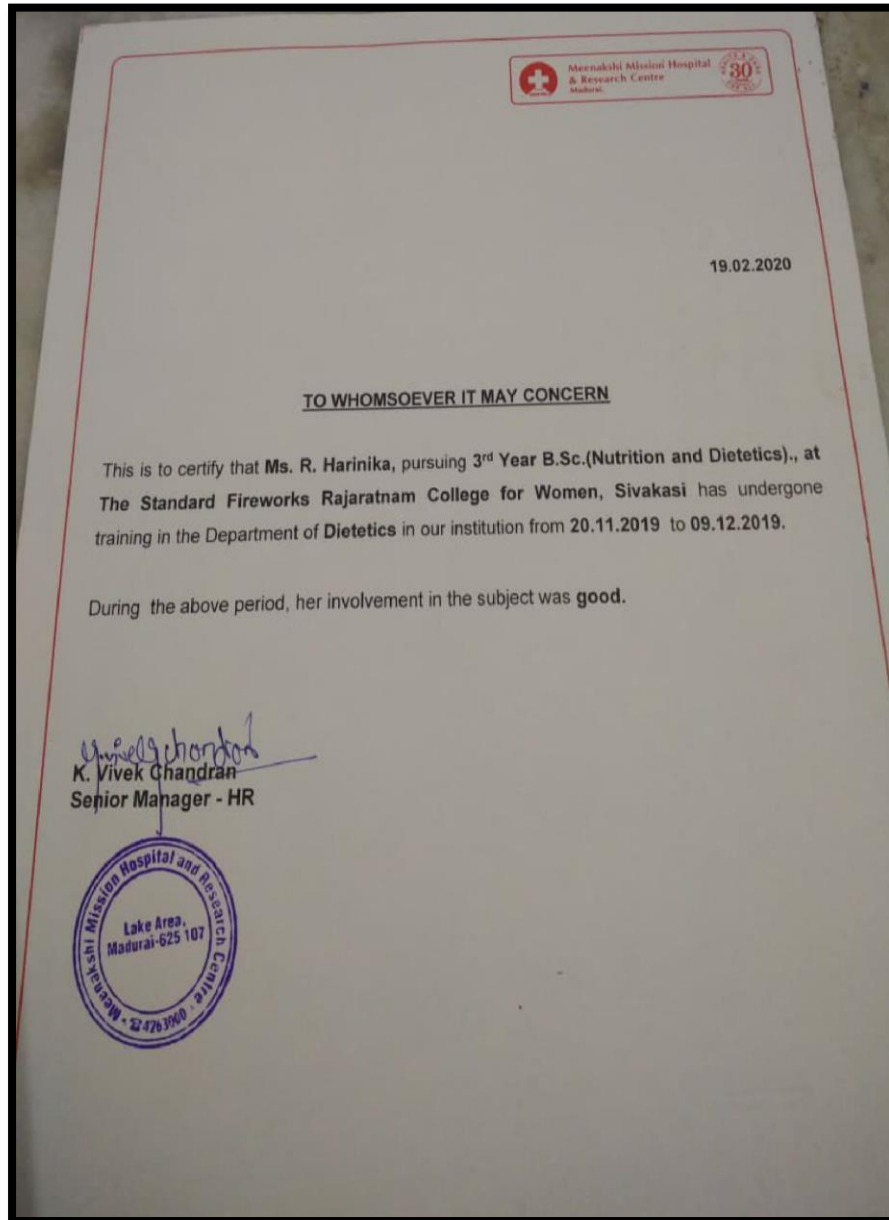 Meenakshi Mission Hospital
& Research Centre
Madurai.
30
19.02.2020
TO WHOMSOEVER IT MAY CONCERN
This is to certify that Ms. R. Harinika, pursuing 3rd Year B.Sc.(Nutrition and Dietetics)., at
The Standard Fireworks Rajaratnam College for Women, Sivakasi has undergone
training in the Department of Dietetics in our institution from 20.11.2019 to 09.12.2019.
During the above period, her involvement in the subject was good.
K. Vivek Chandran
Senior Manager - HR
Meenakshi Mission Hospital and Research Centre
Lake Area,
Madurai-625 107
☎ 4263000